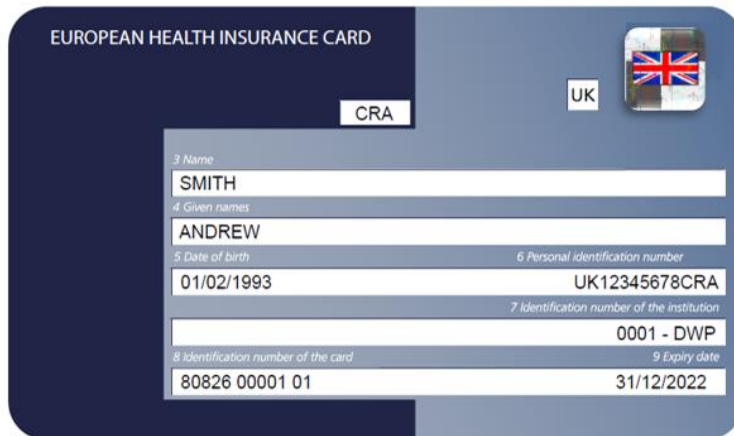 EUROPEAN HEALTH INSURANCE CARD
UK
CRA
3 Name
SMITH
4 Given names
ANDREW
5 Date of birth 6 Personal identification number
01/02/1993 UK12345678CRA
7 Identification number of the institution
0001 - DWP
8 Identification number of the card 9 Expiry date
80826 00001 01 31/12/2022